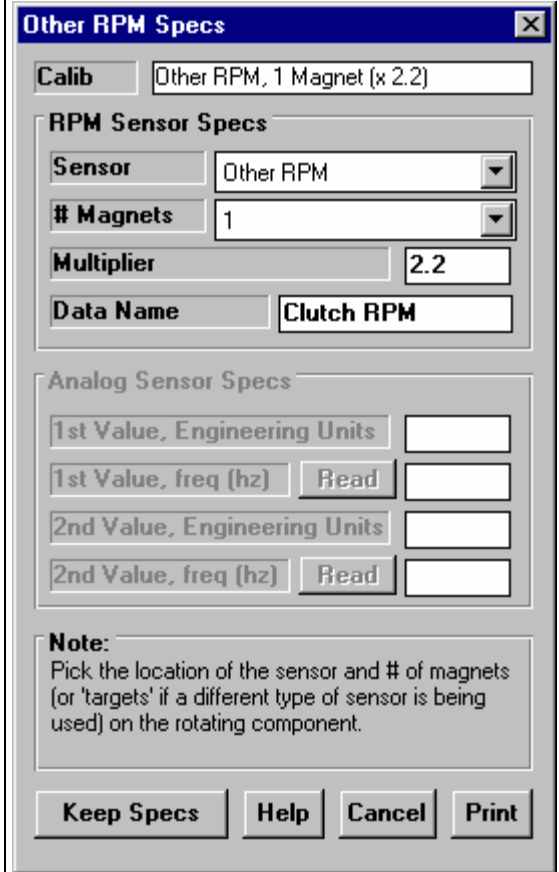 Other RPM Specs
Calib Other RPM, 1 Magnet (x 2.2)
RPM Sensor Specs
Sensor Other RPM
# Magnets 1
Multiplier 2.2
Data Name Clutch RPM
Analog Sensor Specs
1st Value, Engineering Units
1st Value, freq (hz) Read
2nd Value, Engineering Units
2nd Value, freq (hz) Read
Note:
Pick the location of the sensor and # of magnets
(or 'targets' if a different type of sensor is being
used) on the rotating component.
Keep Specs Help Cancel Print